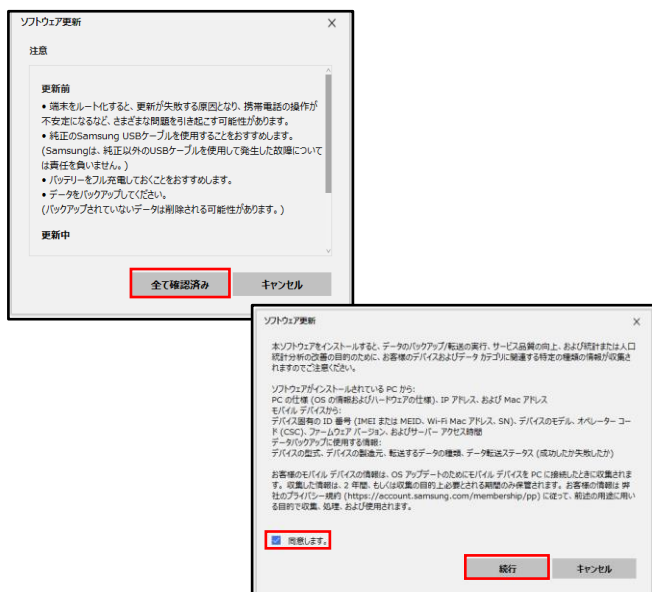 ソフトウェア更新
注意
更新前
• 端末をルート化すると、更新が失敗する原因となり、携帯電話の操作が
不安定になるなど、さまざまな問題を引き起こす可能性があります。
• 純正のSamsung USBケーブルを使用することをおすすめします。
(Samsungは、純正以外のUSBケーブルを使用して発生した故障について
は責任を負いません。)
• バッテリーをフル充電しておくことをおすすめします。
• データをバックアップしてください。
(バックアップされていないデータは削除される可能性があります。)
更新中
全て確認済み キャンセル
ソフトウェア更新
本ソフトウェアをインストールすると、データのバックアップ/転送の実行、サービス品質の向上、および統計または人口
統計分析の改善の目的のために、お客様のデバイスおよびデータ カテゴリに関連する特定の種類の情報が収集さ
れますのでご注意ください。
ソフトウェアがインストールされている PC から:
PC の仕様 (OS の情報およびハードウェアの仕様)、IP アドレス、および Mac アドレス
モバイル デバイスから:
デバイス固有の ID 番号 (IMEI または MEID、Wi-Fi Mac アドレス、SN)、デバイスのモデル、オペレーター コー
ド (CSC)、ファームウェア バージョン、およびサーバー アクセス時間
データバックアップに使用する情報:
デバイスの型式、デバイスの製造元、転送するデータの種類、データ転送ステータス (成功したか失敗したか)
お客様のモバイル デバイスの情報は、OS アップデートのためにモバイル デバイスを PC に接続したときに収集されま
す。収集した情報は、2 年間、もしくは収集の目的上必要とされる期間のみ保管されます。お客様の情報は 弊
社のプライバシー規約 (https://account.samsung.com/membership/pp) に従って、前述の用途に用い
る目的で収集、処理、および使用されます。
同意します。
続行 キャンセル